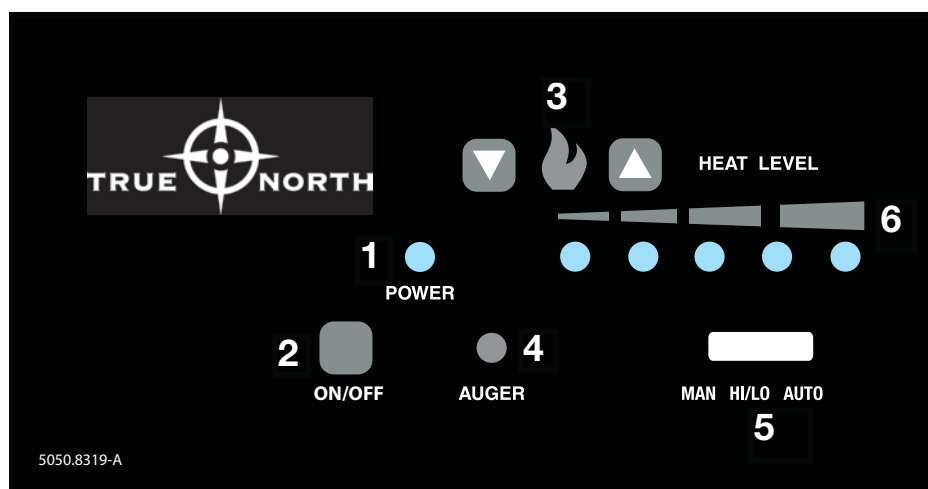 3
TRUE NORTH
HEAT LEVEL
6
1
POWER
2
4
ON/OFF
AUGER
MAN HI/LO AUTO
5
5050.8319-A